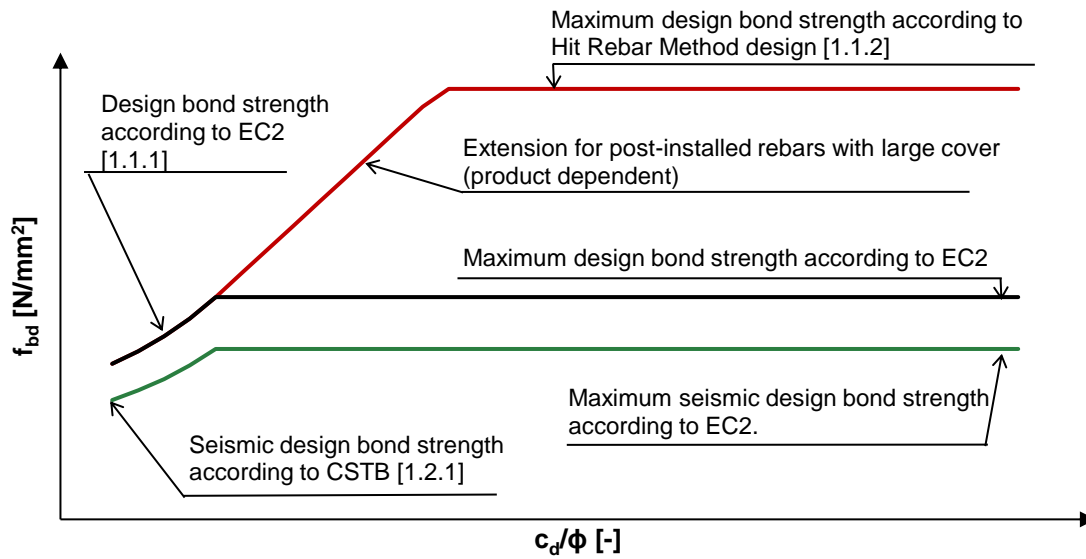 Maximum design bond strength according to
Hit Rebar Method design [1.1.2]
Design bond strength
according to EC2
[1.1.1]
Extension for post-installed rebars with large cover
(product dependent)
Maximum design bond strength according to EC2
Maximum seismic design bond strength
according to EC2.
Seismic design bond strength
according to CSTB [1.2.1]
f_bd [N/mm²]
c_d/ϕ [-]